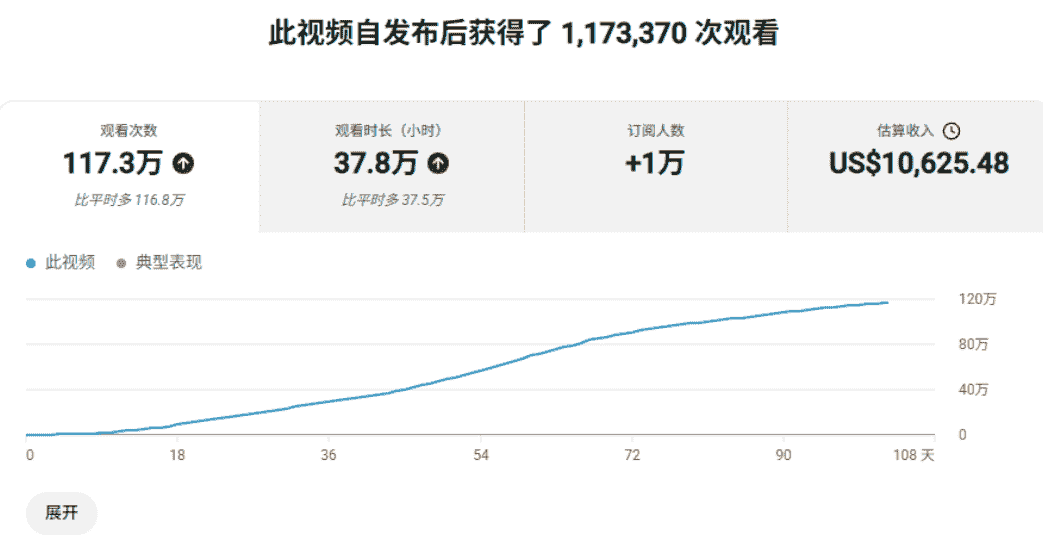 此视频自发布后获得了 1,173,370 次观看
观看次数
117.3万
比平时多 116.8万
观看时长（小时）
37.8万
比平时多 37.5万
订阅人数
+1万
估算收入
US$10,625.48
此视频
典型表现
120万
80万
40万
0
0 18 36 54 72 90 108 天
展开